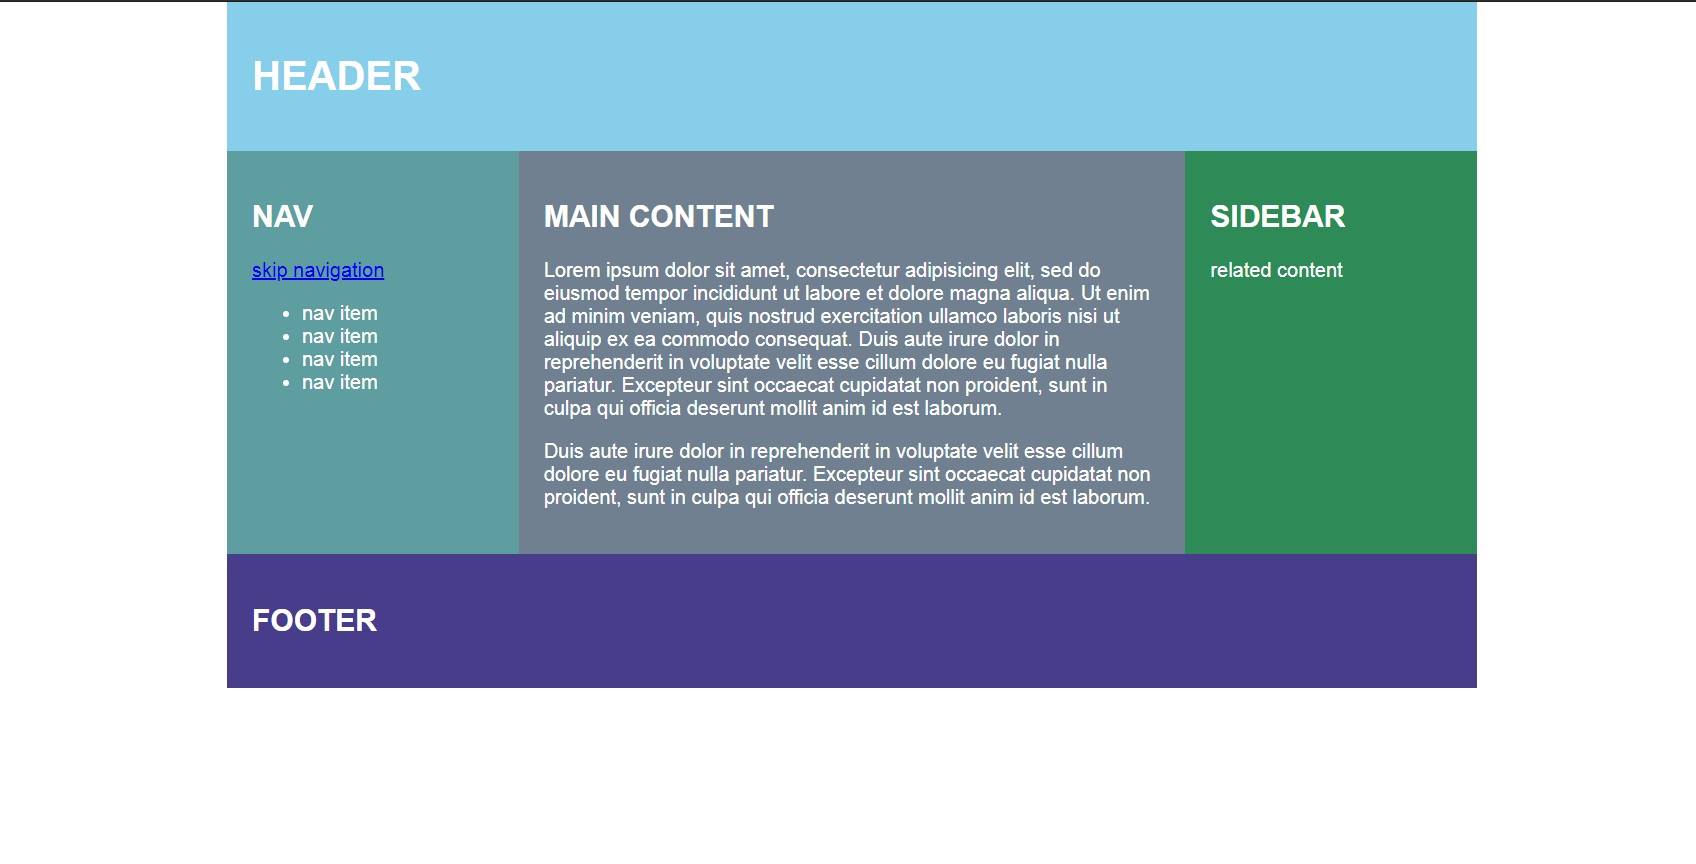 HEADER
NAV
skip navigation
• nav item
• nav item
• nav item
• nav item
MAIN CONTENT
Lorem ipsum dolor sit amet, consectetur adipisicing elit, sed do
eiusmod tempor incididunt ut labore et dolore magna aliqua. Ut enim
ad minim veniam, quis nostrud exercitation ullamco laboris nisi ut
aliquip ex ea commodo consequat. Duis aute irure dolor in
reprehenderit in voluptate velit esse cillum dolore eu fugiat nulla
pariatur. Excepteur sint occaecat cupidatat non proident, sunt in
culpa qui officia deserunt mollit anim id est laborum.
Duis aute irure dolor in reprehenderit in voluptate velit esse cillum
dolore eu fugiat nulla pariatur. Excepteur sint occaecat cupidatat non
proident, sunt in culpa qui officia deserunt mollit anim id est laborum.
SIDEBAR
related content
FOOTER